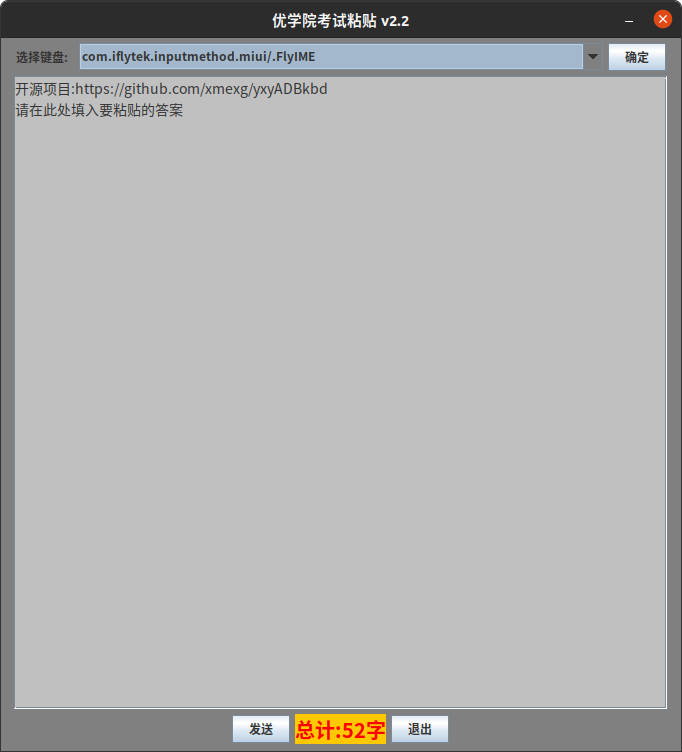 优学院考试粘贴 v2.2
选择键盘: com.iflytek.inputmethod.miui/.FlyIME 确定
开源项目:https://github.com/xmexg/yxyADBkbd
请在此处填入要粘贴的答案
发送 总计:52字 退出